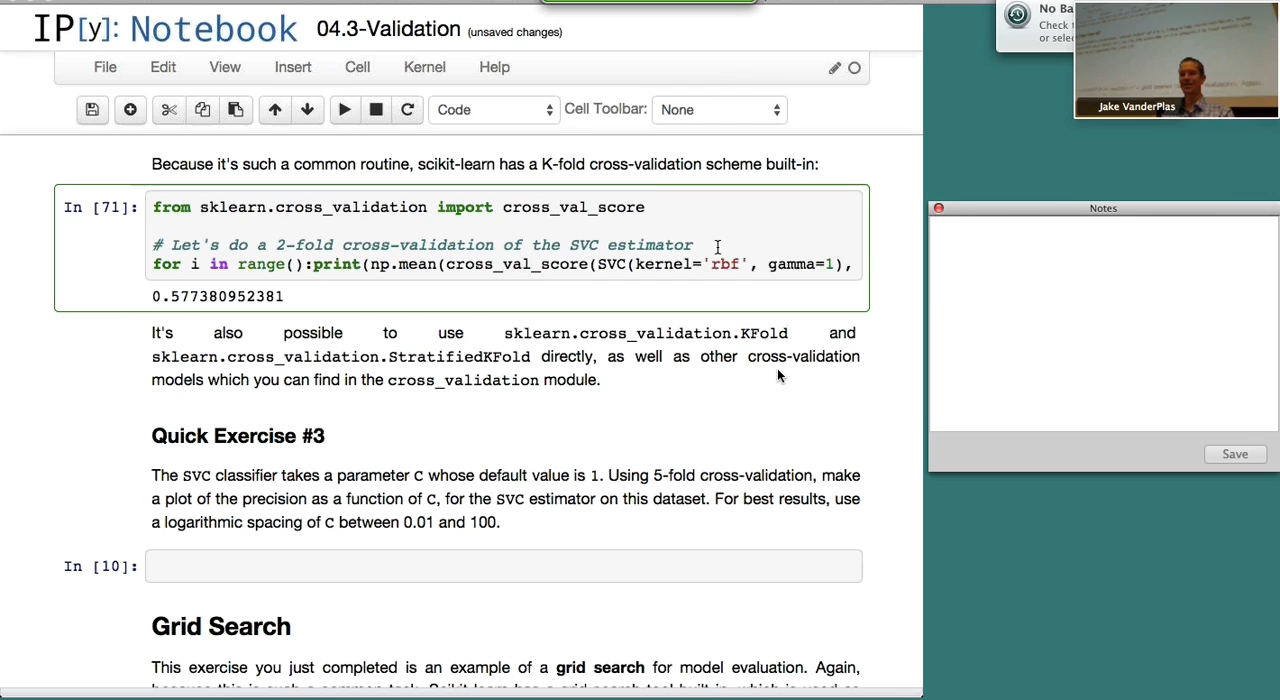 IP[y]: Notebook 04.3-Validation (unsaved changes)
File Edit View Insert Cell Kernel Help
Code Cell Toolbar: None
Because it's such a common routine, scikit-learn has a K-fold cross-validation scheme built-in:
In [71]: from sklearn.cross_validation import cross_val_score
# Let's do a 2-fold cross-validation of the SVC estimator
for i in range():print(np.mean(cross_val_score(SVC(kernel='rbf', gamma=1),
0.577380952381
It's also possible to use sklearn.cross_validation.KFold and
sklearn.cross_validation.StratifiedKFold directly, as well as other cross-validation
models which you can find in the cross_validation module.
Quick Exercise #3
The SVC classifier takes a parameter C whose default value is 1. Using 5-fold cross-validation, make
a plot of the precision as a function of C, for the SVC estimator on this dataset. For best results, use
a logarithmic spacing of C between 0.01 and 100.
In [10]:
Grid Search
This exercise you just completed is an example of a grid search for model evaluation. Again,
No Ba
Check
or sele
Jake VanderPlas
Notes
Save